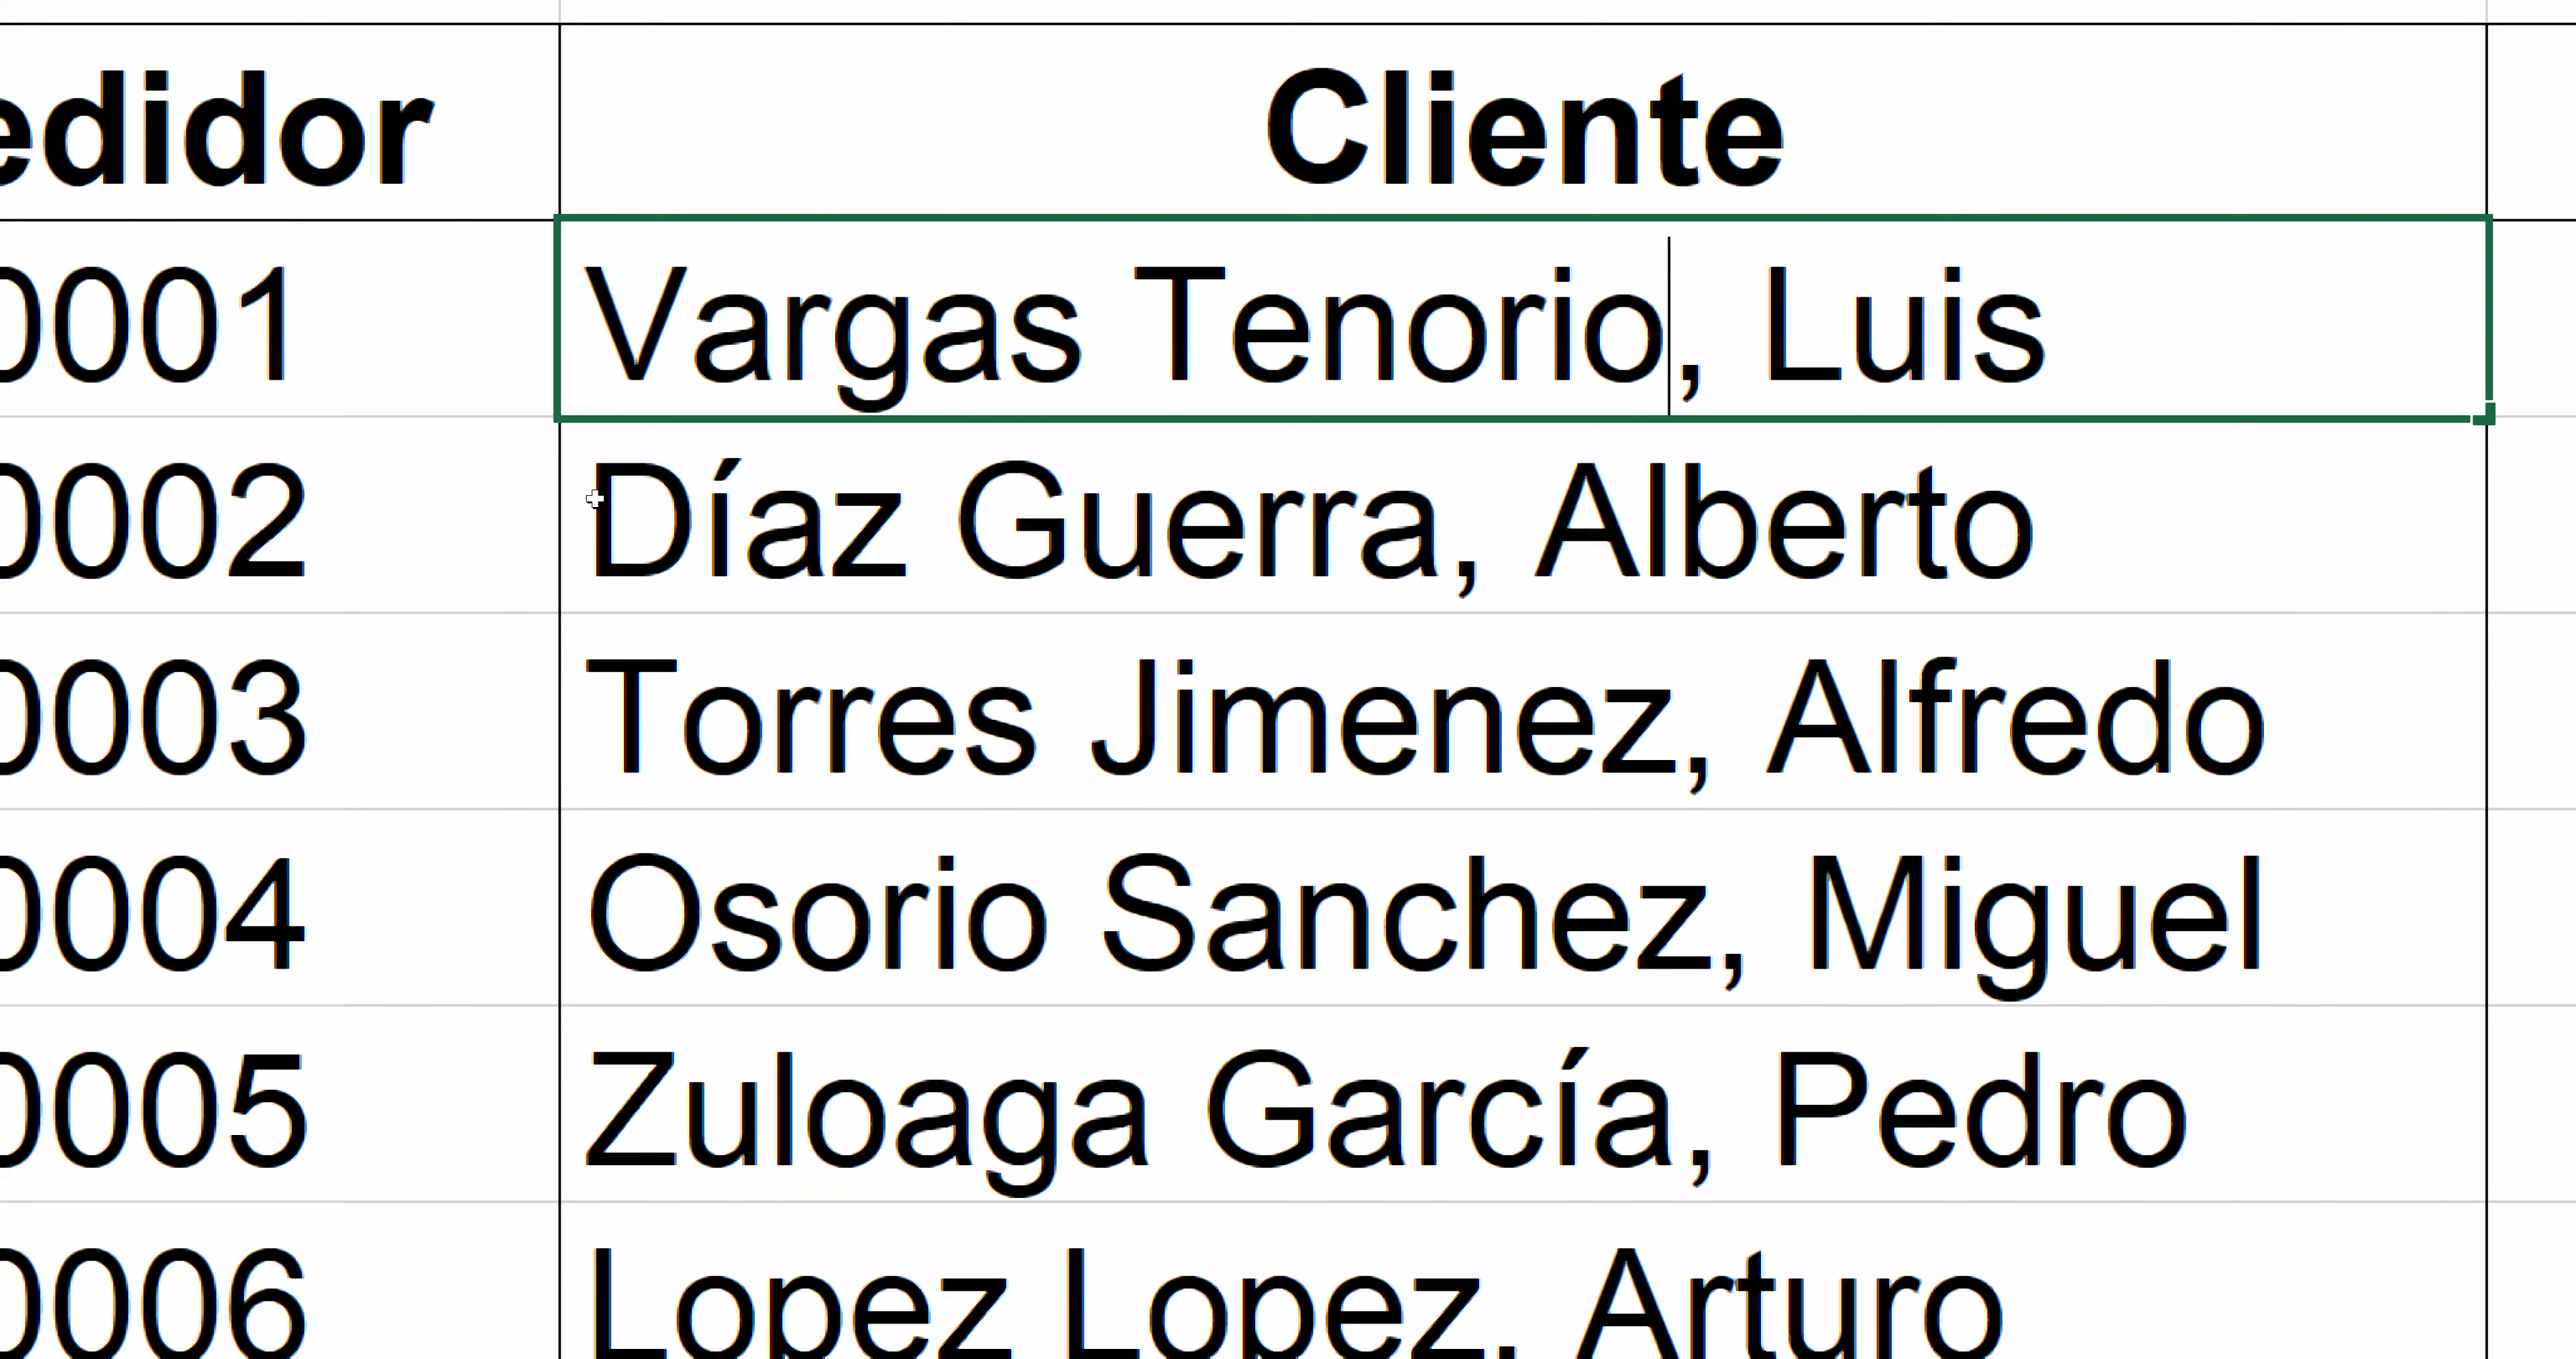 edidor Cliente
0001 Vargas Tenorio, Luis
0002 Díaz Guerra, Alberto
0003 Torres Jimenez, Alfredo
0004 Osorio Sanchez, Miguel
0005 Zuloaga García, Pedro
0006 Lopez Lopez, Arturo